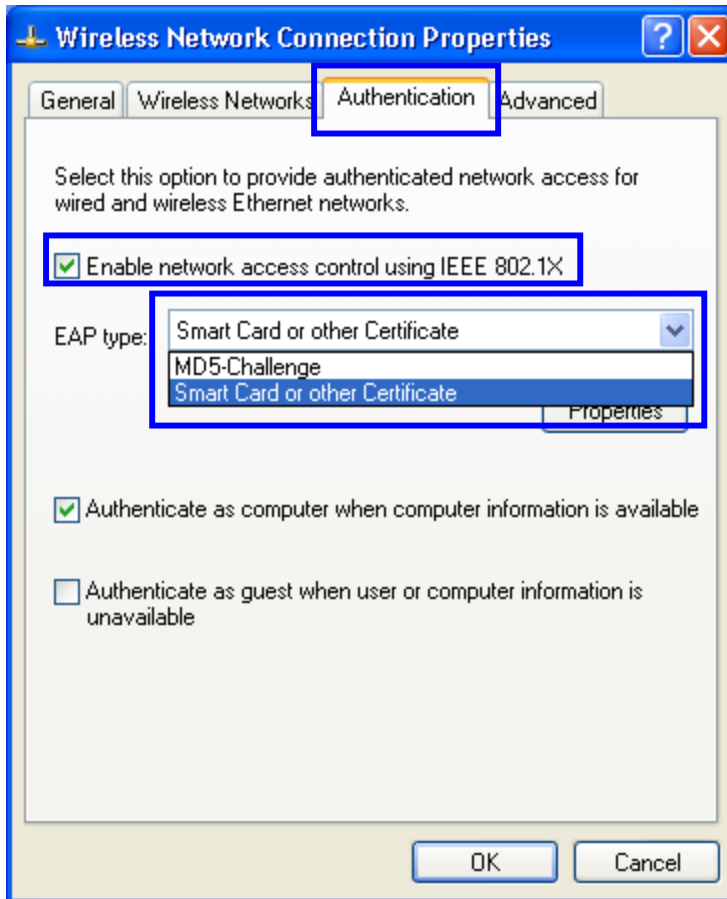 Wireless Network Connection Properties
General Wireless Networks Authentication Advanced
Select this option to provide authenticated network access for
wired and wireless Ethernet networks.
Enable network access control using IEEE 802.1X
EAP type: Smart Card or other Certificate
MD5-Challenge
Smart Card or other Certificate
Properties
Authenticate as computer when computer information is available
Authenticate as guest when user or computer information is
unavailable
OK Cancel